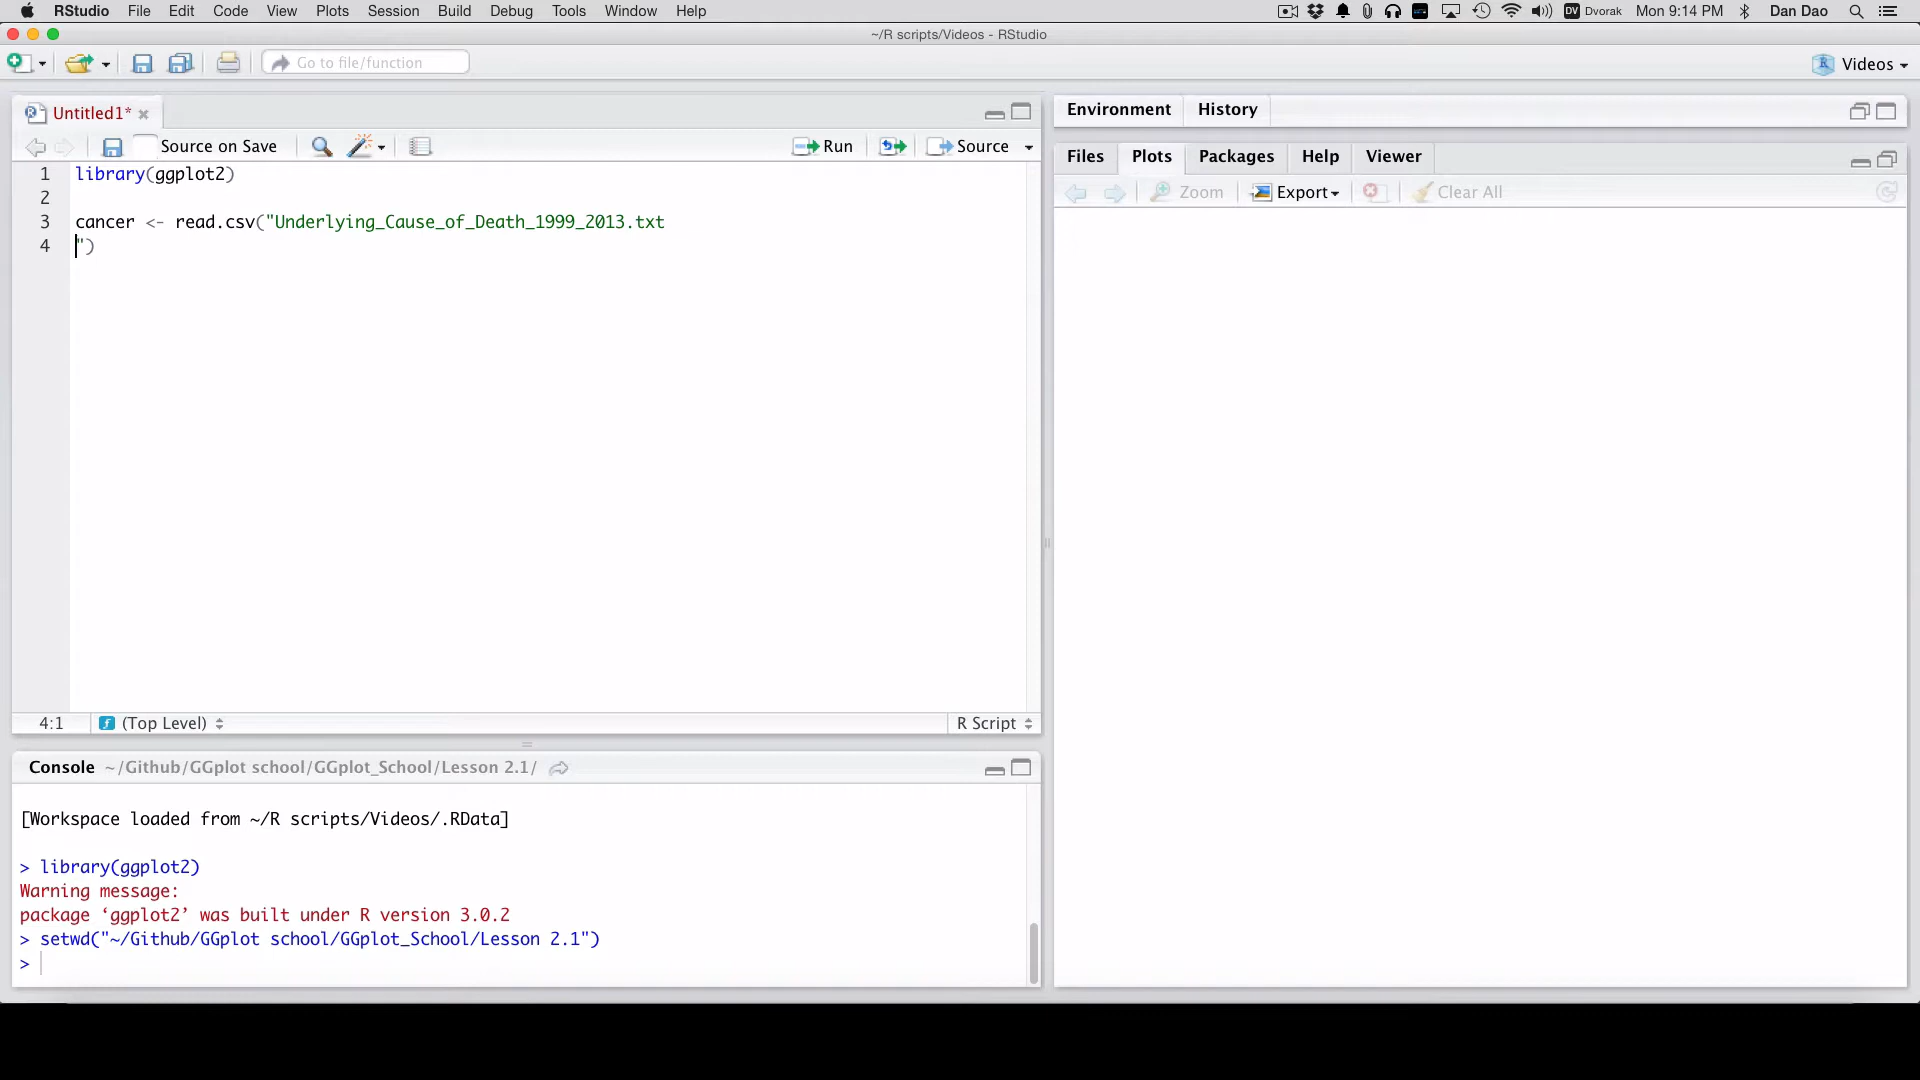 RStudio File Edit Code View Plots Session Build Debug Tools Window Help DV Dvorak Mon 9:14 PM Dan Dao
~/R scripts/Videos - RStudio
Go to file/function Videos
Untitled1*
Source on Save Run Source
1 library(ggplot2)
2
3 cancer <- read.csv("Underlying_Cause_of_Death_1999_2013.txt
4 ")
4:1 (Top Level) R Script
Console ~/Github/GGplot school/GGplot_School/Lesson 2.1/
[Workspace loaded from ~/R scripts/Videos/.RData]
> library(ggplot2)
Warning message:
package ‘ggplot2’ was built under R version 3.0.2
> setwd("~/Github/GGplot school/GGplot_School/Lesson 2.1")
>
Environment History
Files Plots Packages Help Viewer
Zoom Export Clear All